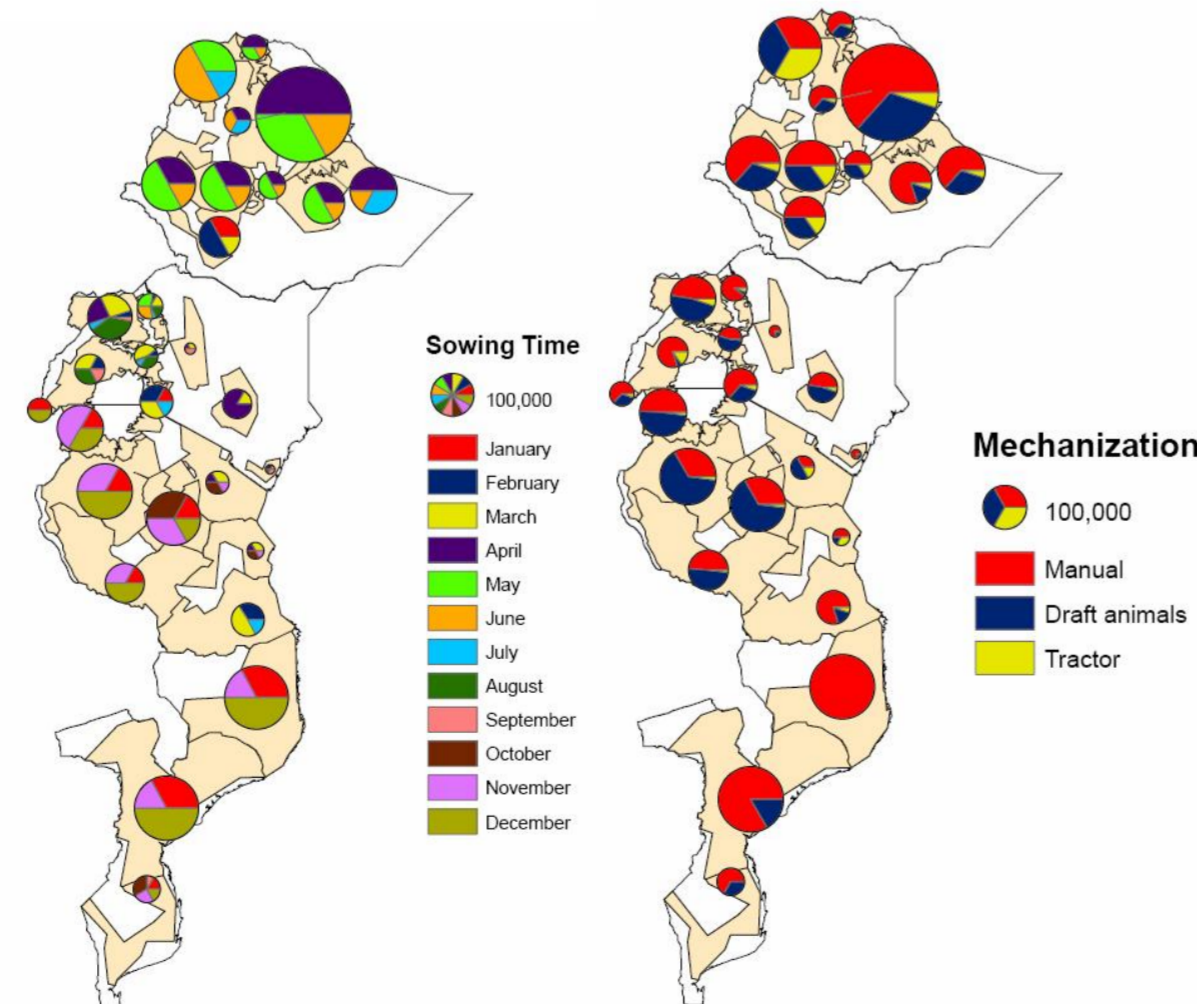 Sowing Time
100,000
January
February
March
April
May
June
July
August
September
October
November
December
Mechanization
100,000
Manual
Draft animals
Tractor